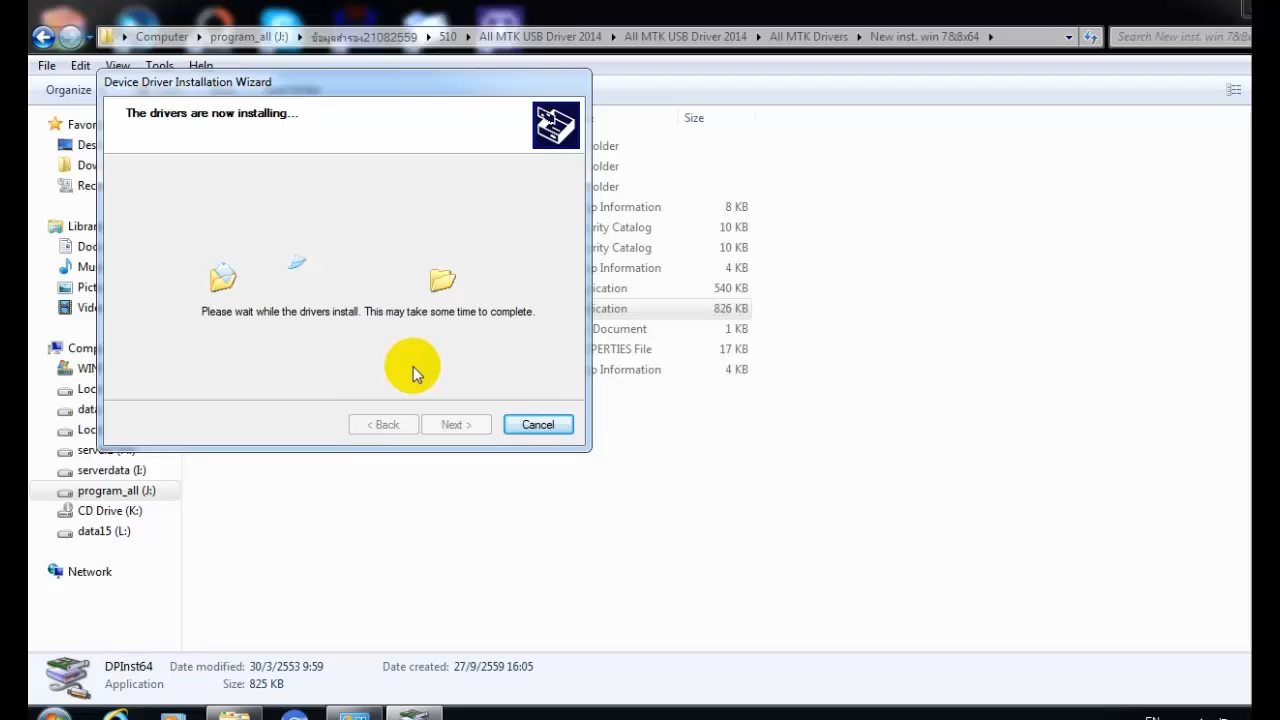 Computer program_all (J:) ข้อมูลสำรอง21082559 510 All MTK USB Driver 2014 All MTK USB Driver 2014 All MTK Drivers New inst. win 7&8x64 Search New inst. win 7&8x
File Edit View Tools Help
Device Driver Installation Wizard
Organize
The drivers are now installing...
Size
Favor
Des
older
Dov
older
Rec
older
p Information 8 KB
Librar
rity Catalog 10 KB
Doc
rity Catalog 10 KB
Mu
p Information 4 KB
Pict
ication 540 KB
Vide
ication 826 KB
Please wait while the drivers install. This may take some time to complete.
Document 1 KB
Comp
PERTIES File 17 KB
WIN
p Information 4 KB
Loc
data
Loc
< Back Next > Cancel
serverdata (I:)
program_all (J:)
CD Drive (K:)
data15 (L:)
Network
DPInst64 Date modified: 30/3/2553 9:59 Date created: 27/9/2559 16:05
Application Size: 825 KB